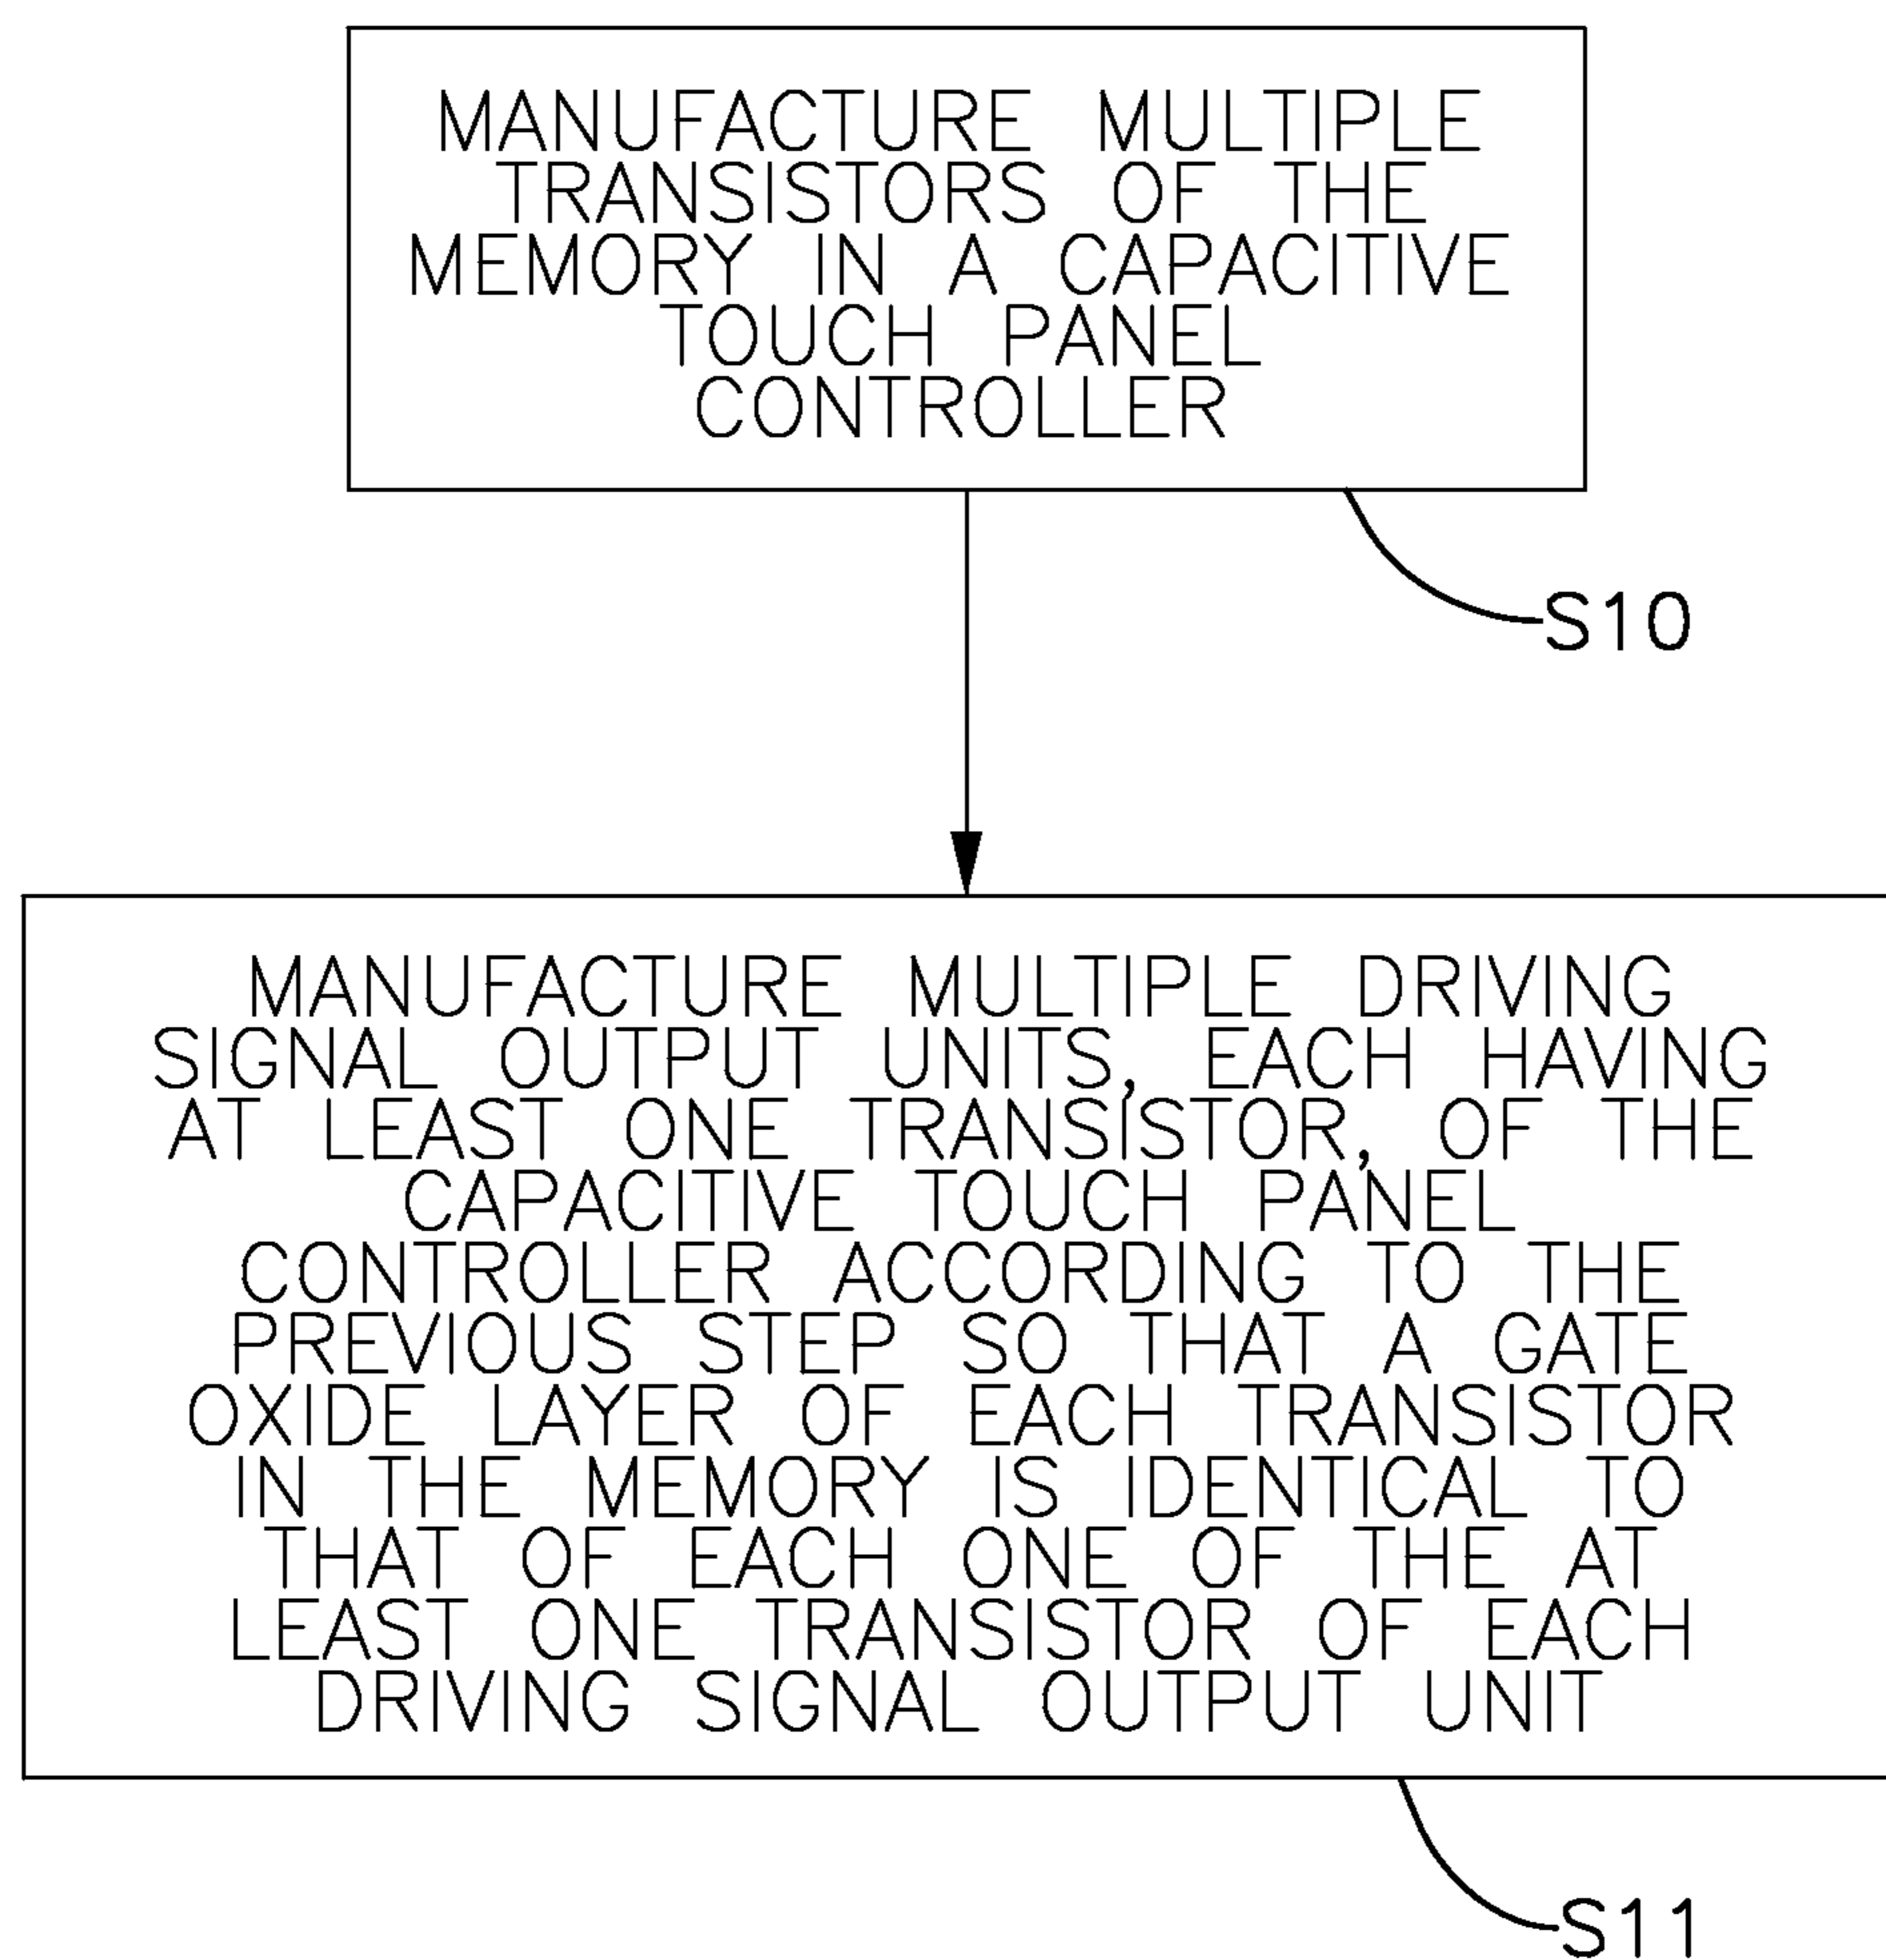 MANUFACTURE MULTIPLE
TRANSISTORS OF THE
MEMORY IN A CAPACITIVE
TOUCH PANEL
CONTROLLER
S10
MANUFACTURE MULTIPLE DRIVING
SIGNAL OUTPUT UNITS, EACH HAVING
AT LEAST ONE TRANSISTOR, OF THE
CAPACITIVE TOUCH PANEL
CONTROLLER ACCORDING TO THE
PREVIOUS STEP SO THAT A GATE
OXIDE LAYER OF EACH TRANSISTOR
IN THE MEMORY IS IDENTICAL TO
THAT OF EACH ONE OF THE AT
LEAST ONE TRANSISTOR OF EACH
DRIVING SIGNAL OUTPUT UNIT
S11